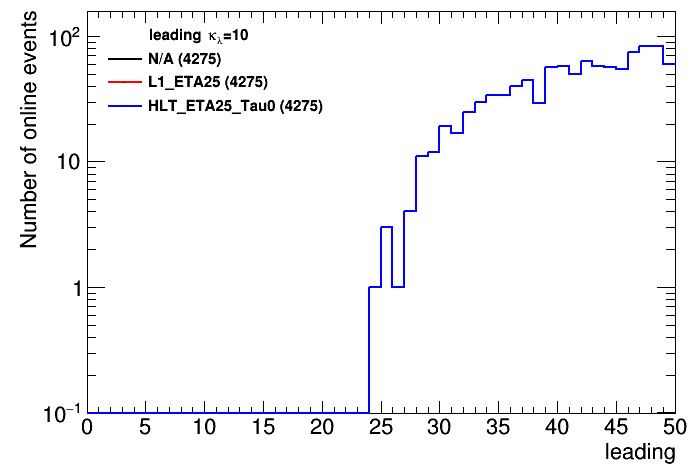 leading κλ=10
N/A (4275)
L1_ETA25 (4275)
HLT_ETA25_Tau0 (4275)
Number of online events
10²
10
1
10⁻¹
0 5 10 15 20 25 30 35 40 45 50
leading